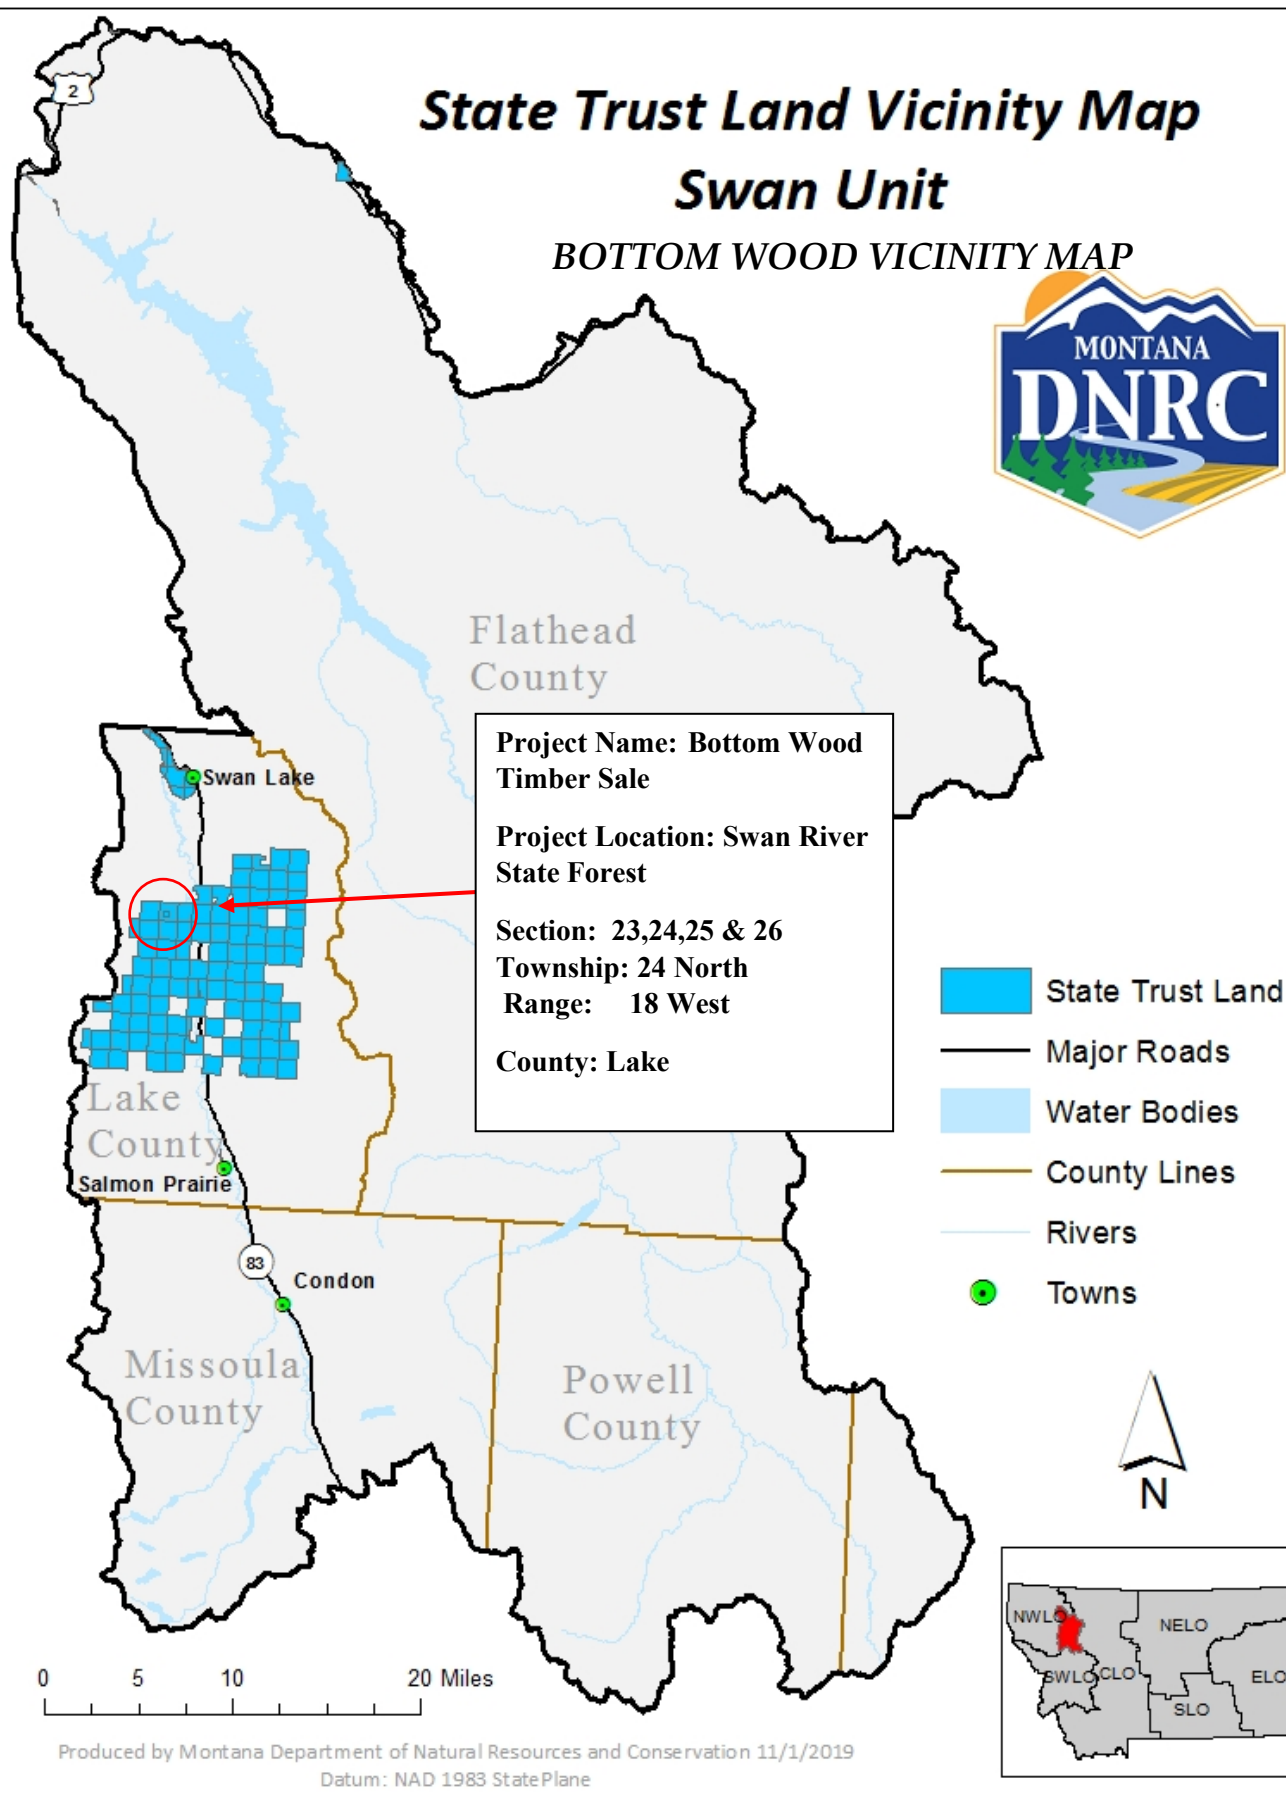 State Trust Land Vicinity Map
Swan Unit
BOTTOM WOOD VICINITY MAP
MONTANA
DNRC
2
Flathead
County
Project Name: Bottom Wood
Timber Sale
Project Location: Swan River
State Forest
Section: 23,24,25 & 26
Township: 24 North
Range: 18 West
County: Lake
Swan Lake
Lake
County
Salmon Prairie
83
Condon
Missoula
County
Powell
County
State Trust Land
Major Roads
Water Bodies
County Lines
Rivers
Towns
N
NWLO
SWLO
CLO
NELO
SLO
ELO
0 5 10 20 Miles
Produced by Montana Department of Natural Resources and Conservation 11/1/2019
Datum: NAD 1983 StatePlane